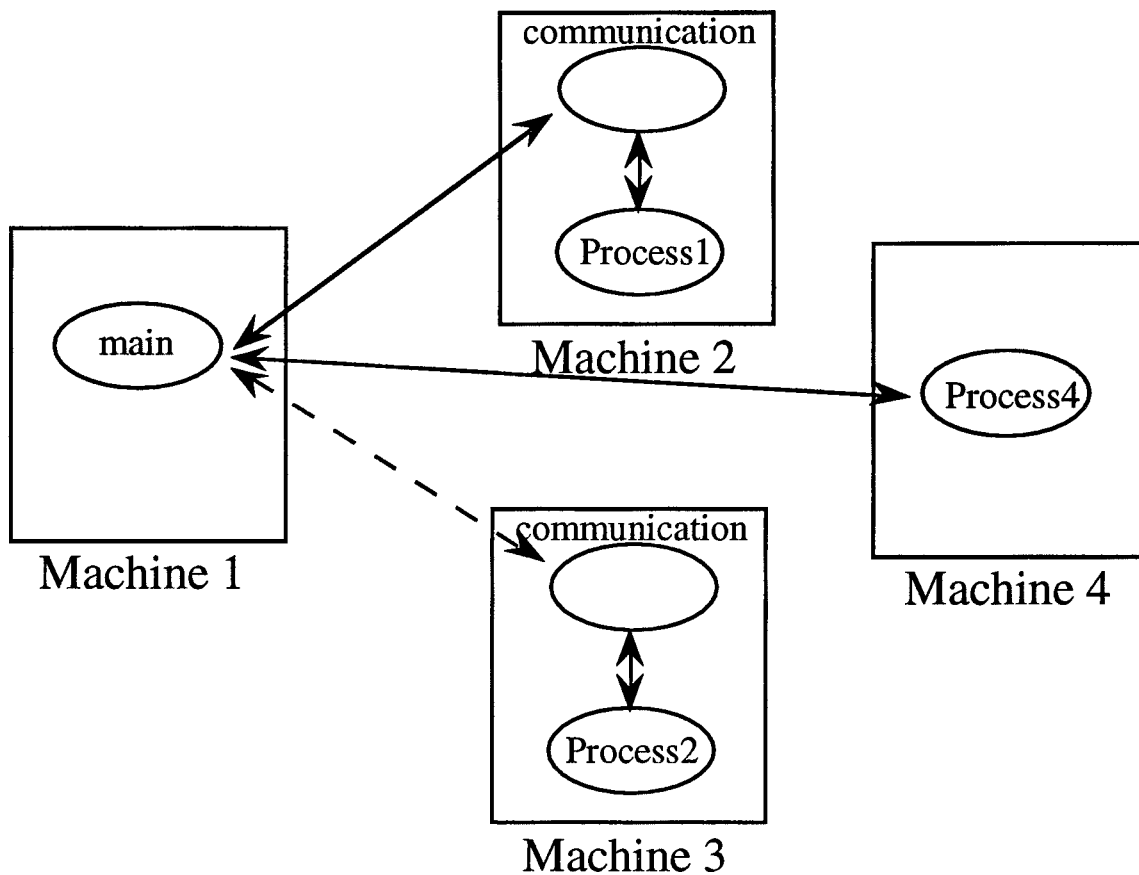 communication
Process1
Machine 2
main
Machine 1
Process4
Machine 4
communication
Process2
Machine 3